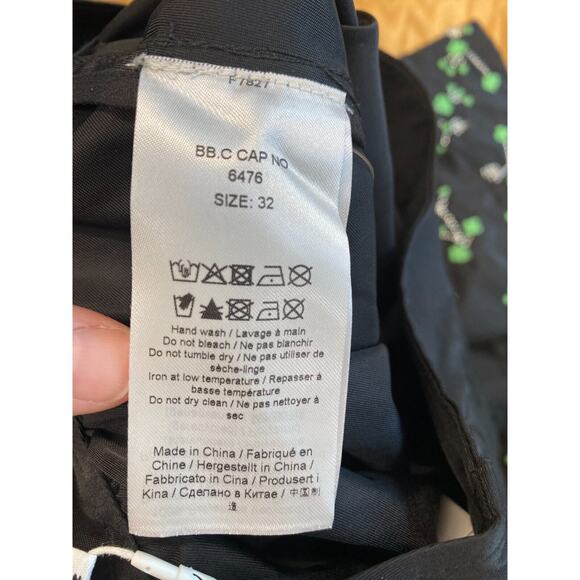 F7827
BB.C CAP NO
6476
SIZE: 32
Hand wash / Lavage à main
Do not bleach / Ne pas blanchir
Do not tumble dry / Ne pas utiliser de
sèche-linge
Iron at low temperature / Repasser à
basse température
Do not dry clean / Ne pas nettoyer à
sec
Made in China / Fabriqué en
Chine / Hergestellt in China /
Fabbricato in Cina / Produsert i
Kina / Сделано в Китае / 中国制
造